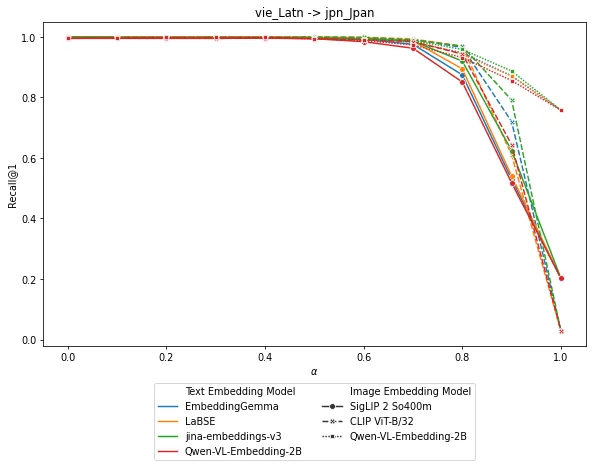 vie_Latn -> jpn_Jpan
Recall@1
1.0
0.8
0.6
0.4
0.2
0.0
0.0 0.2 0.4 0.6 0.8 1.0
α
Text Embedding Model
EmbeddingGemma
LaBSE
jina-embeddings-v3
Qwen-VL-Embedding-2B
Image Embedding Model
SigLIP 2 So400m
CLIP ViT-B/32
Qwen-VL-Embedding-2B